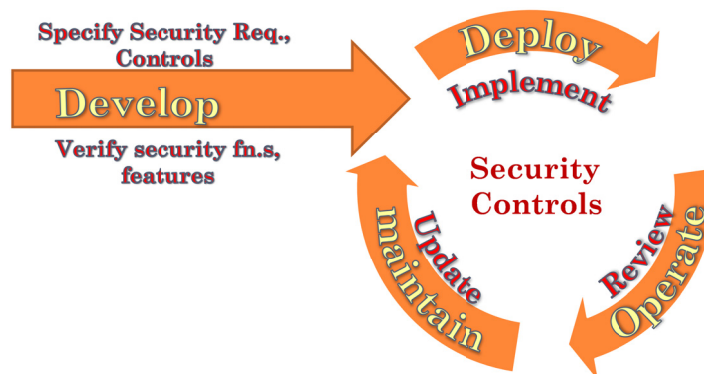 Specify Security Req.,
Controls
Develop
Verify security fn.s,
features
Deploy
Implement
Security
Controls
Review
Operate
Update
maintain